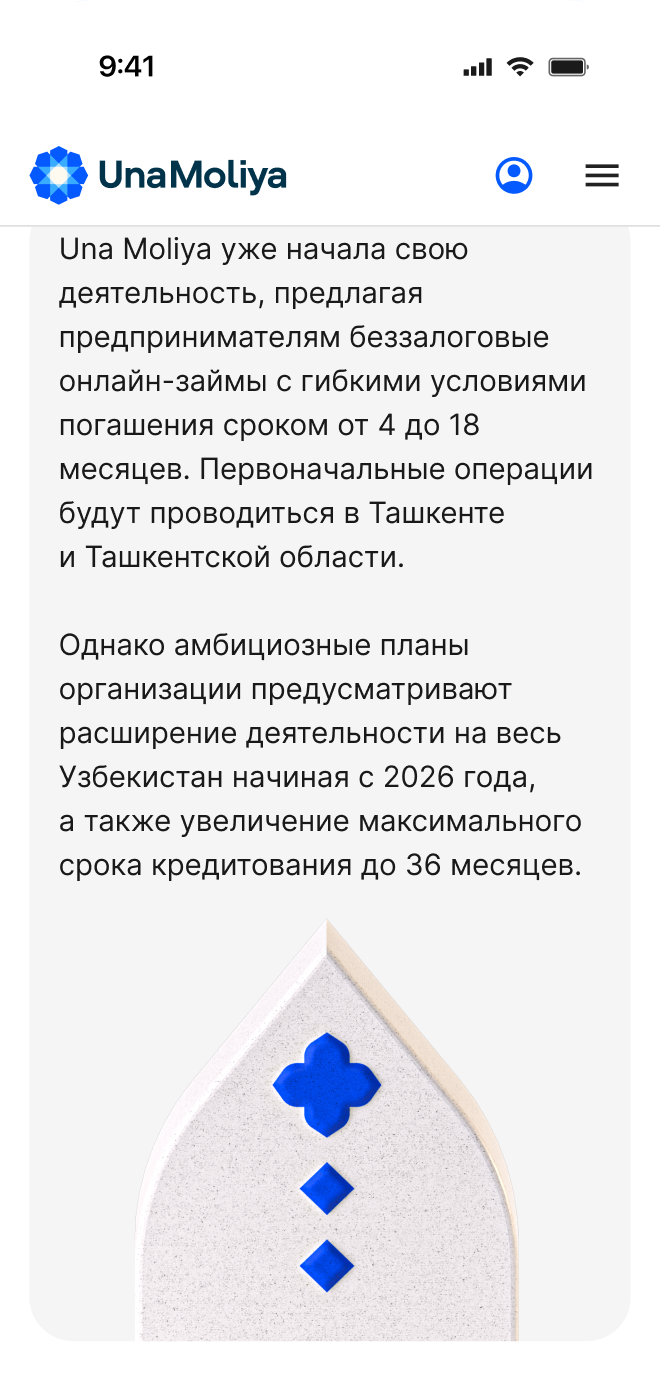 9:41
UnaMoliya
Una Moliya уже начала свою
деятельность, предлагая
предпринимателям беззалоговые
онлайн-займы с гибкими условиями
погашения сроком от 4 до 18
месяцев. Первоначальные операции
будут проводиться в Ташкенте
и Ташкентской области.
Однако амбициозные планы
организации предусматривают
расширение деятельности на весь
Узбекистан начиная с 2026 года,
а также увеличение максимального
срока кредитования до 36 месяцев.